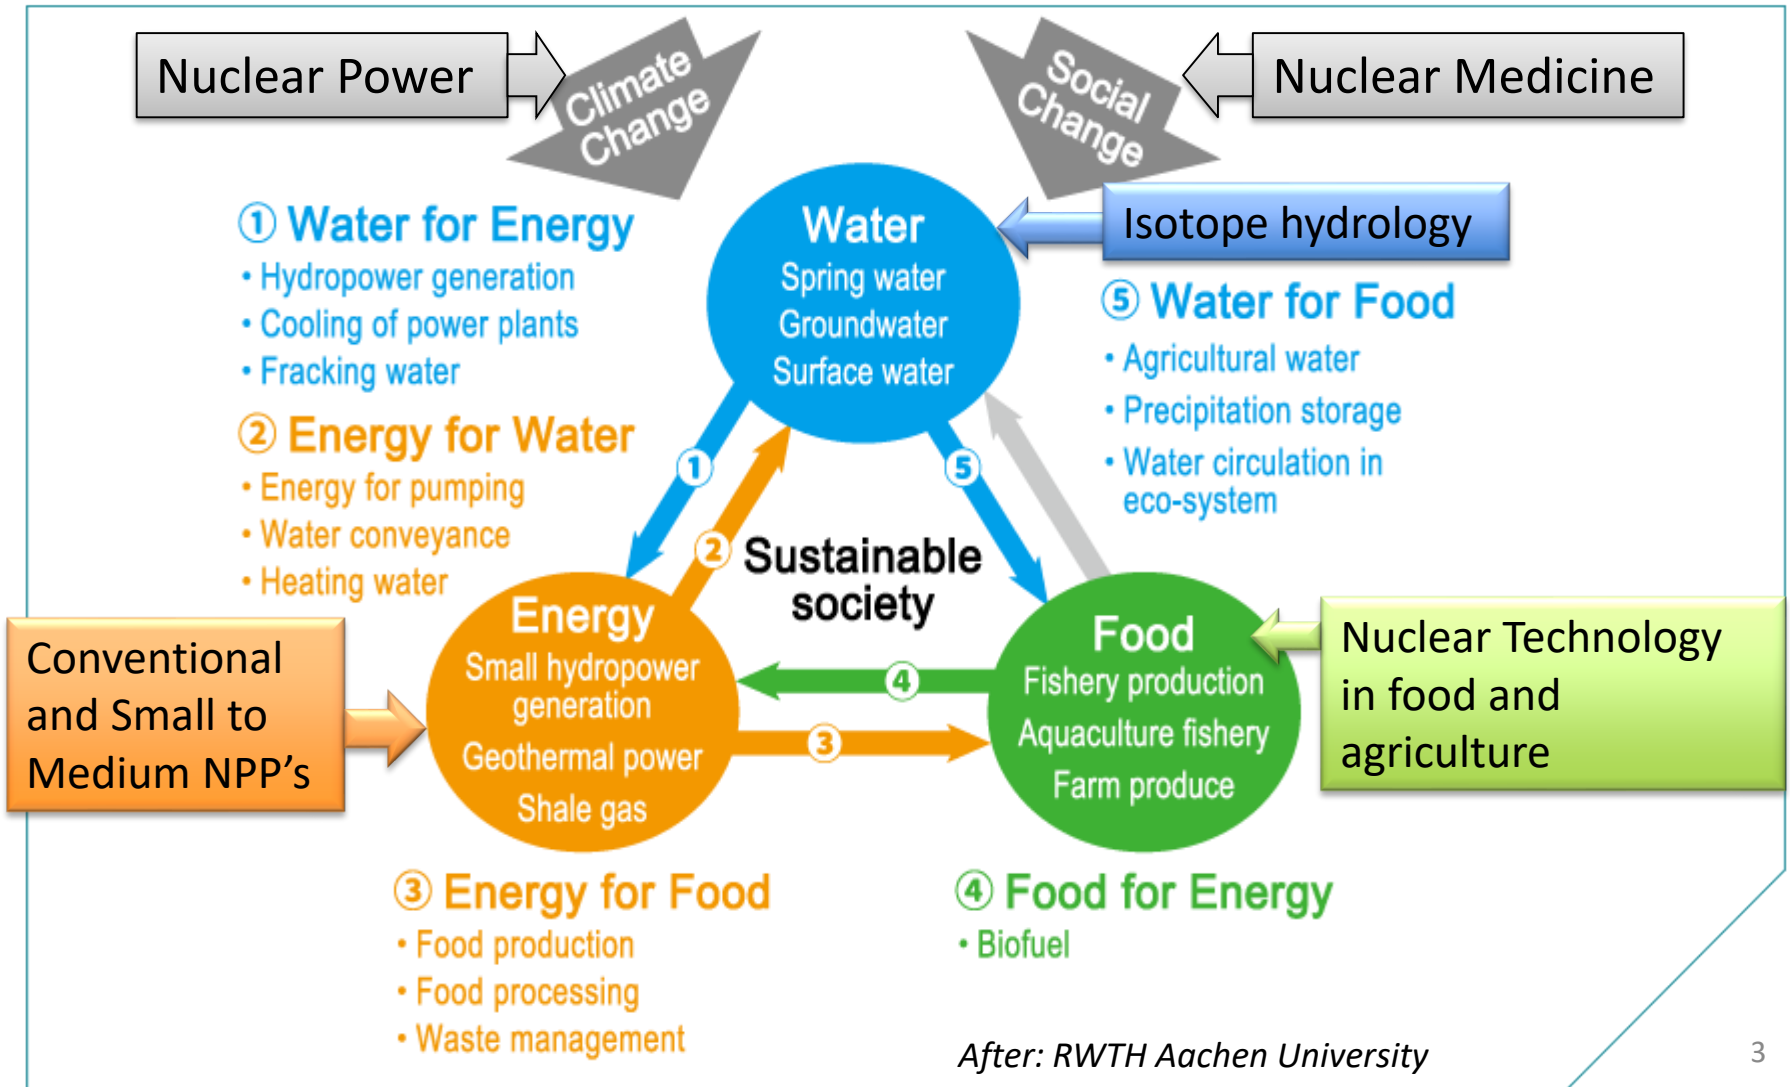 Nuclear Power
Climate
Change
Social
Change
Nuclear Medicine
① Water for Energy
• Hydropower generation
• Cooling of power plants
• Fracking water
② Energy for Water
• Energy for pumping
• Water conveyance
• Heating water
Water
Spring water
Groundwater
Surface water
Isotope hydrology
⑤ Water for Food
• Agricultural water
• Precipitation storage
• Water circulation in
eco-system
①
②
⑤
Sustainable
society
④
③
Conventional
and Small to
Medium NPP's
Energy
Small hydropower
generation
Geothermal power
Shale gas
Food
Fishery production
Aquaculture fishery
Farm produce
Nuclear Technology
in food and
agriculture
③ Energy for Food
• Food production
• Food processing
• Waste management
④ Food for Energy
• Biofuel
After: RWTH Aachen University
3